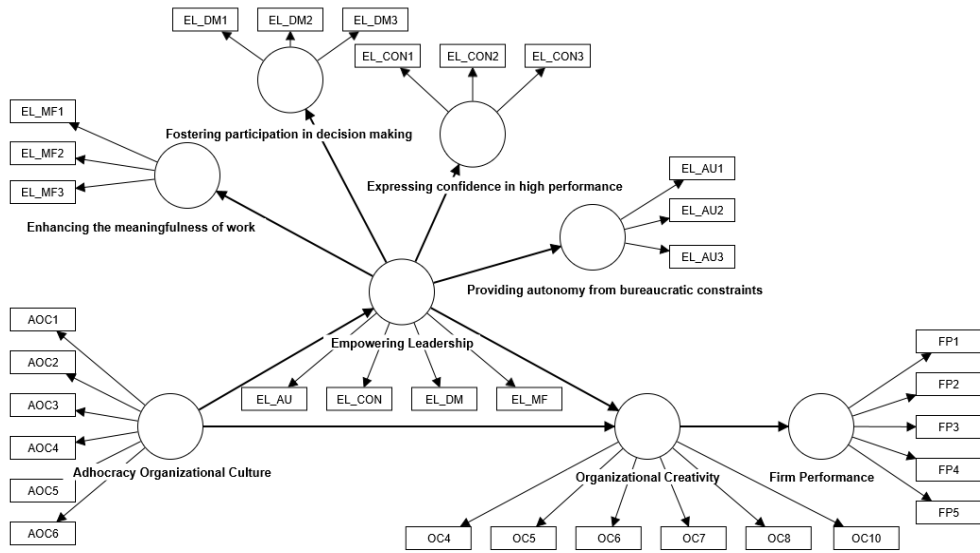 EL_DM1
EL_DM2
EL_DM3
EL_CON1
EL_CON2
EL_CON3
EL_MF1
EL_MF2
EL_MF3
Fostering participation in decision making
Expressing confidence in high performance
EL_AU1
EL_AU2
EL_AU3
Enhancing the meaningfulness of work
Providing autonomy from bureaucratic constraints
AOC1
AOC2
AOC3
AOC4
AOC5
AOC6
Empowering Leadership
EL_AU
EL_CON
EL_DM
EL_MF
Adhocracy Organizational Culture
Organizational Creativity
Firm Performance
FP1
FP2
FP3
FP4
FP5
OC4
OC5
OC6
OC7
OC8
OC10